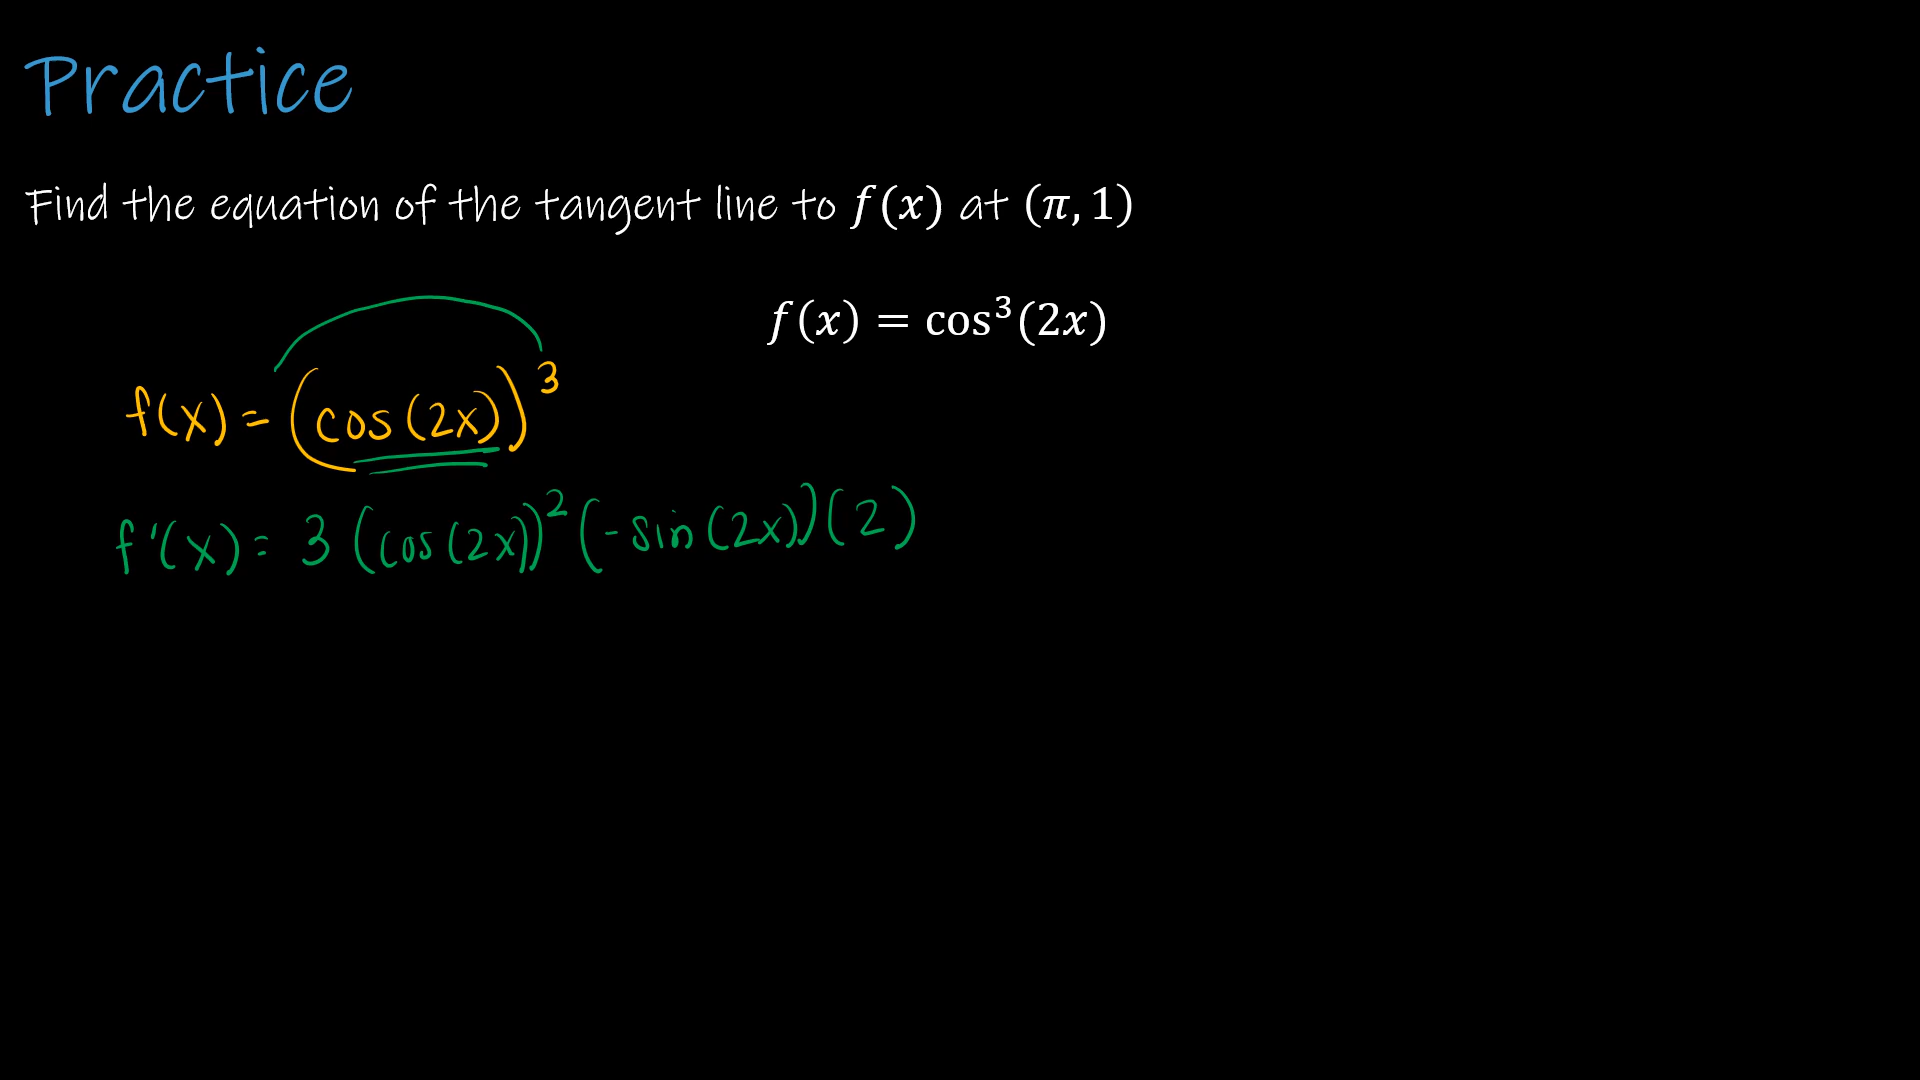 Practice
Find the equation of the tangent line to f(x) at (π, 1)
f(x) = cos³(2x)
f(x) = (cos(2x))³
f'(x) = 3 (cos(2x))² (-sin(2x))(2)